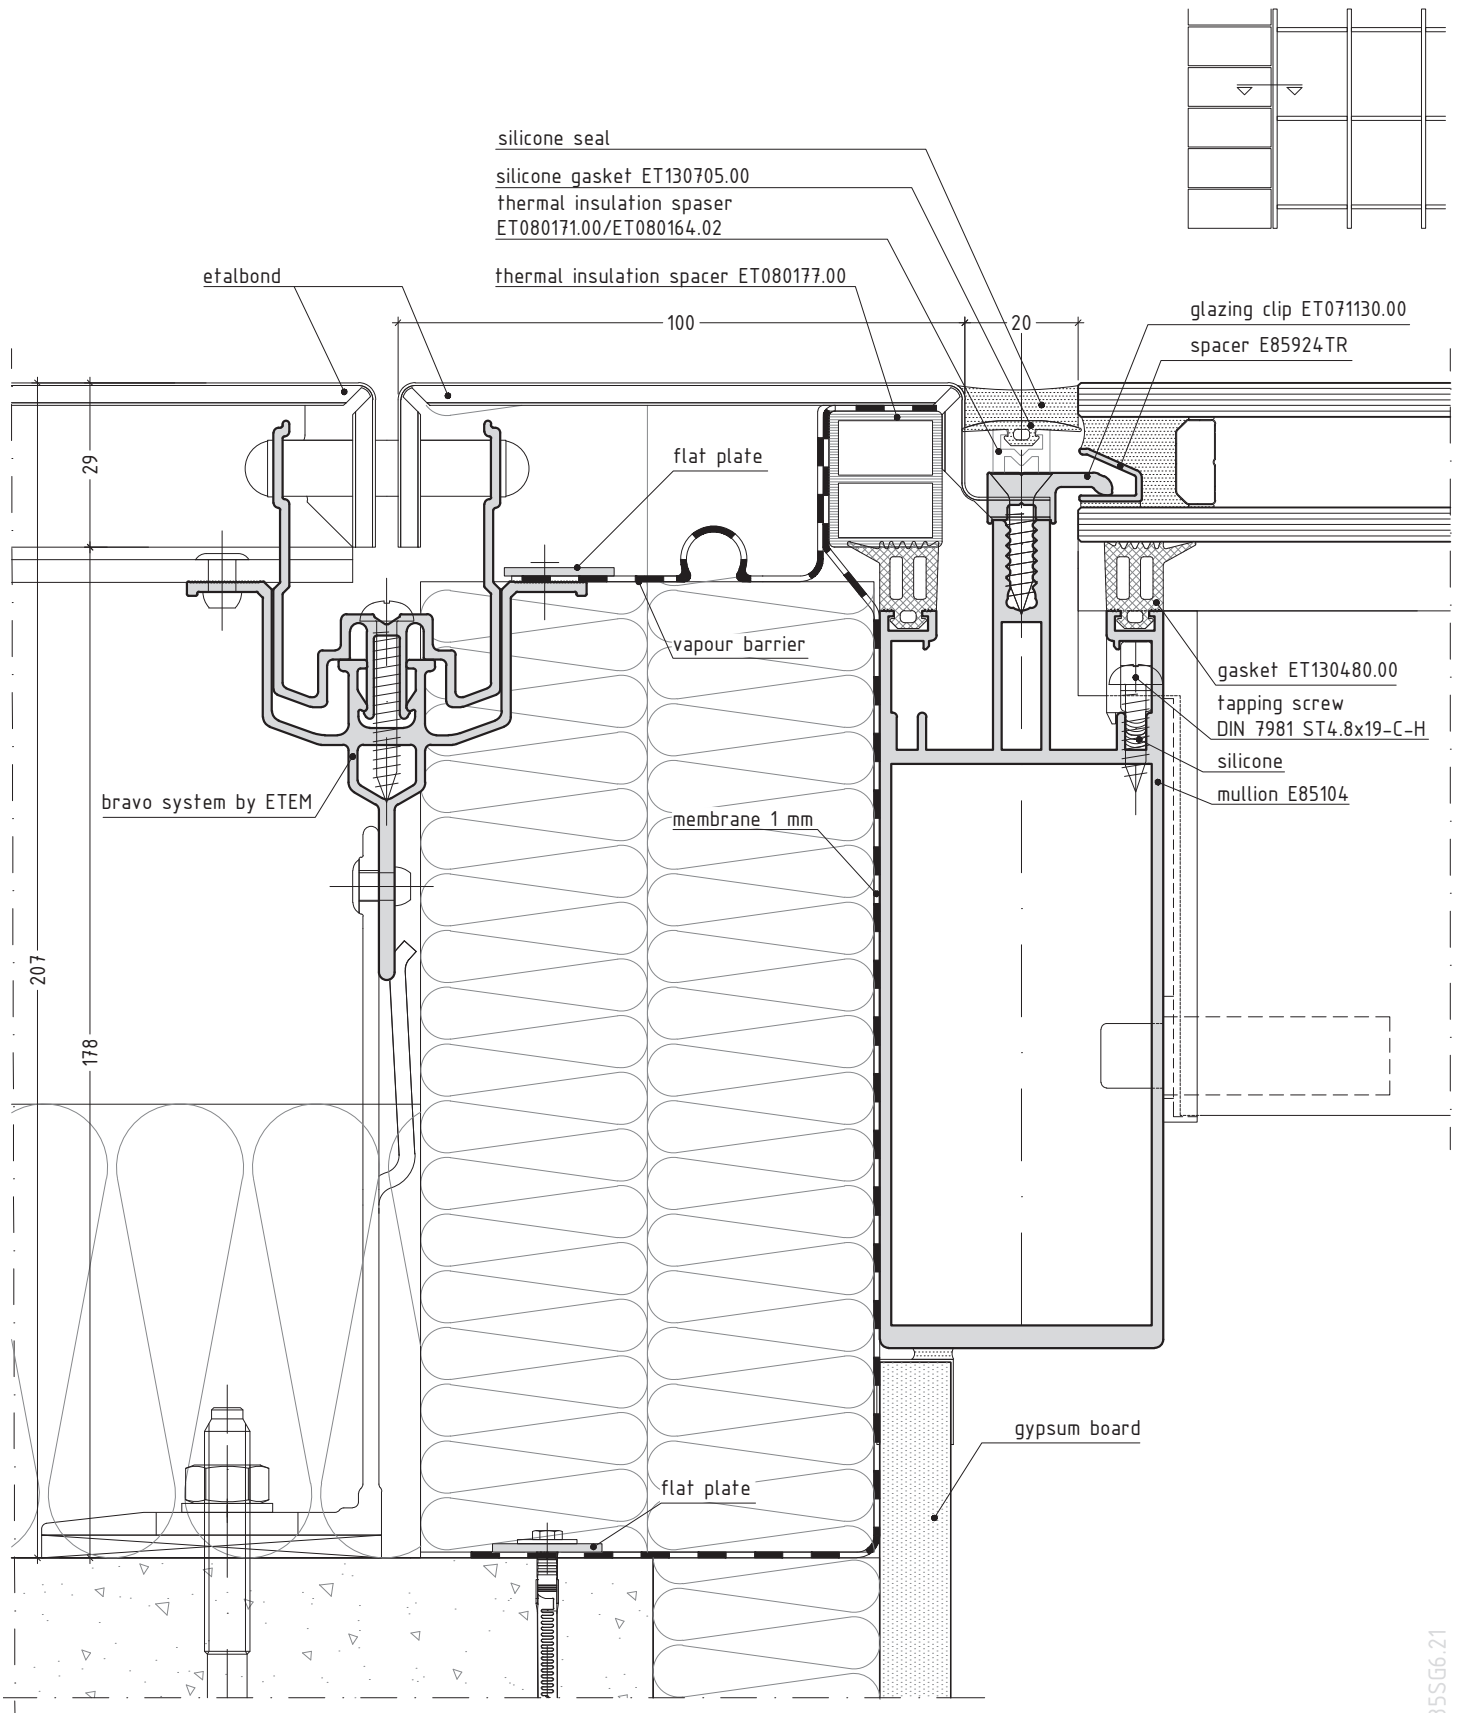 silicone seal
silicone gasket ET130705.00
thermal insulation spaser
ET080171.00/ET080164.02
etalbond
thermal insulation spacer ET080177.00
glazing clip ET071130.00
100
20
spacer E85924TR
29
flat plate
vapour barrier
gasket ET130480.00
tapping screw
DIN 7981 ST4.8x19-C-H
silicone
mullion E85104
bravo system by ETEM
membrane 1 mm
207
178
gypsum board
flat plate
85SG6.21